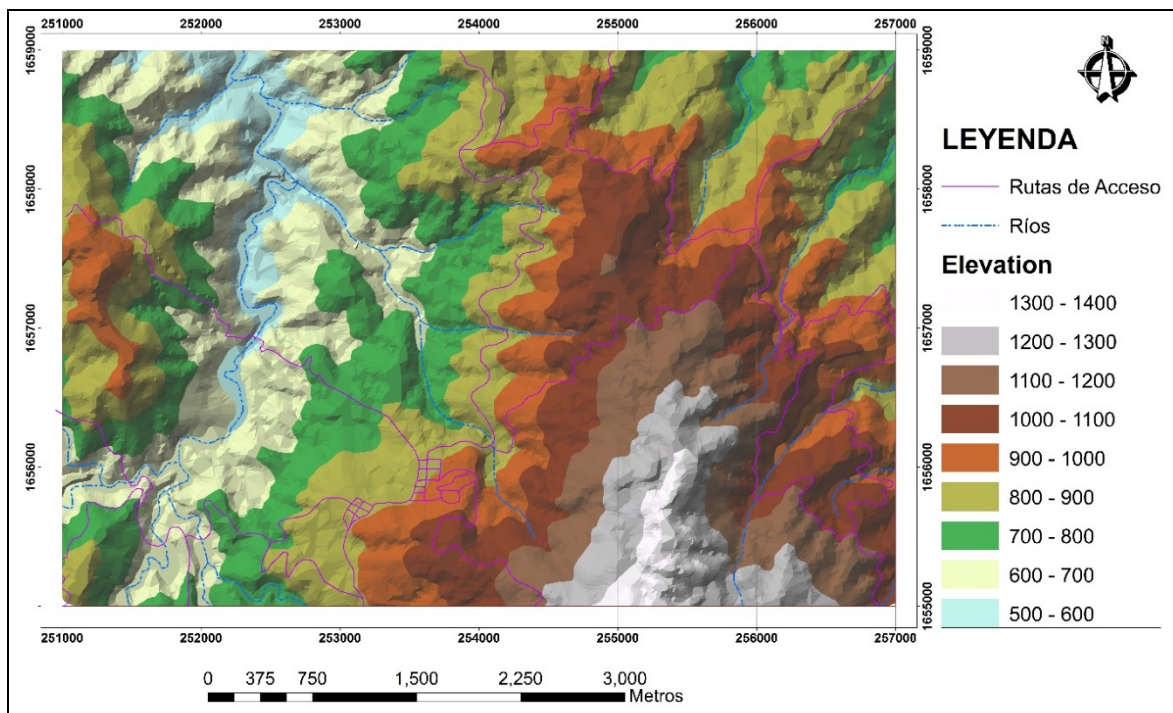 251000 252000 253000 254000 255000 256000 257000
1659000 1659000
1658000 1658000
1657000 1657000
1656000 1656000
1655000 1655000
251000 252000 253000 254000 255000 256000 257000
N
LEYENDA
Rutas de Acceso
Ríos
Elevation
1300 - 1400
1200 - 1300
1100 - 1200
1000 - 1100
900 - 1000
800 - 900
700 - 800
600 - 700
500 - 600
0 375 750 1,500 2,250 3,000
Metros